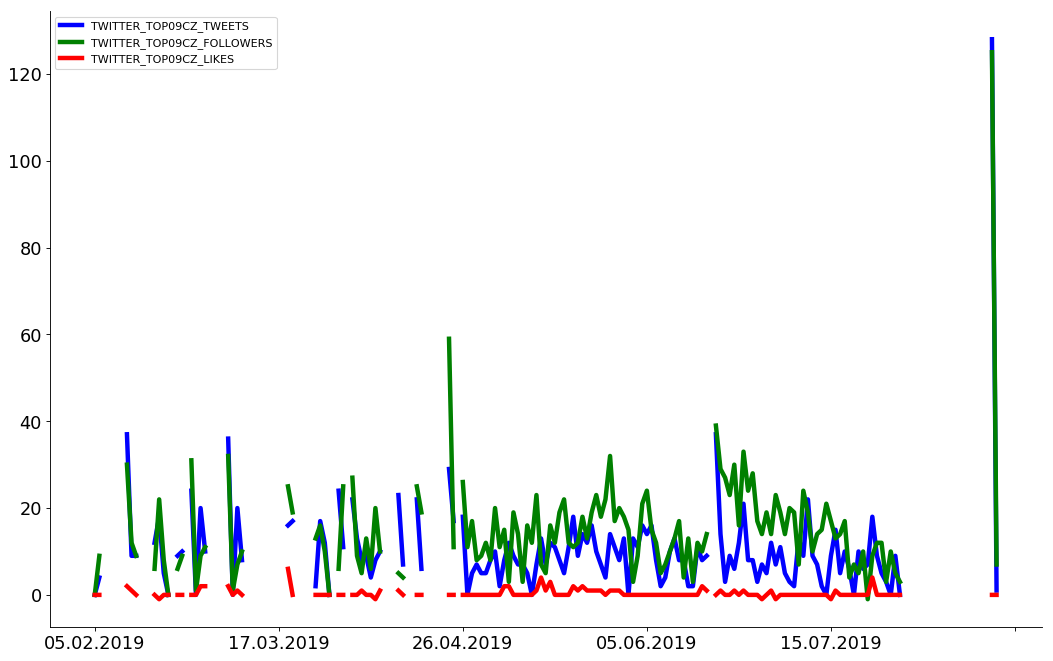 TWITTER_TOP09CZ_TWEETS
TWITTER_TOP09CZ_FOLLOWERS
TWITTER_TOP09CZ_LIKES
120
100
80
60
40
20
0
05.02.2019 17.03.2019 26.04.2019 05.06.2019 15.07.2019